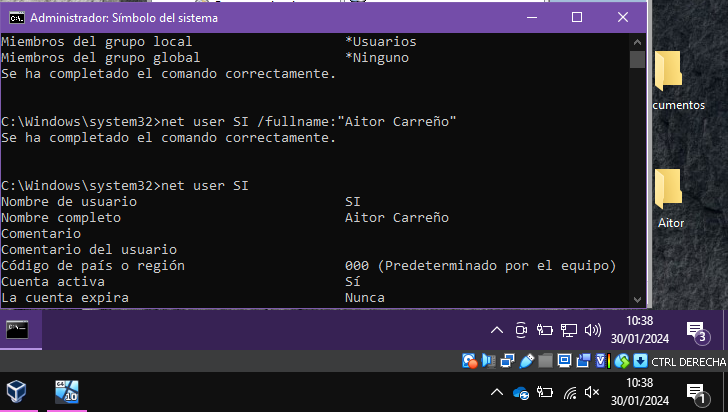 Administrador: Símbolo del sistema
Miembros del grupo local *Usuarios
Miembros del grupo global *Ninguno
Se ha completado el comando correctamente.
C:\Windows\system32>net user SI /fullname:"Aitor Carreño"
Se ha completado el comando correctamente.
C:\Windows\system32>net user SI
Nombre de usuario SI
Nombre completo Aitor Carreño
Comentario
Comentario del usuario
Código de país o región 000 (Predeterminado por el equipo)
Cuenta activa Sí
La cuenta expira Nunca
cumentos
Aitor
10:38
30/01/2024
3
CTRL DERECHA
64
10
10:38
30/01/2024
1